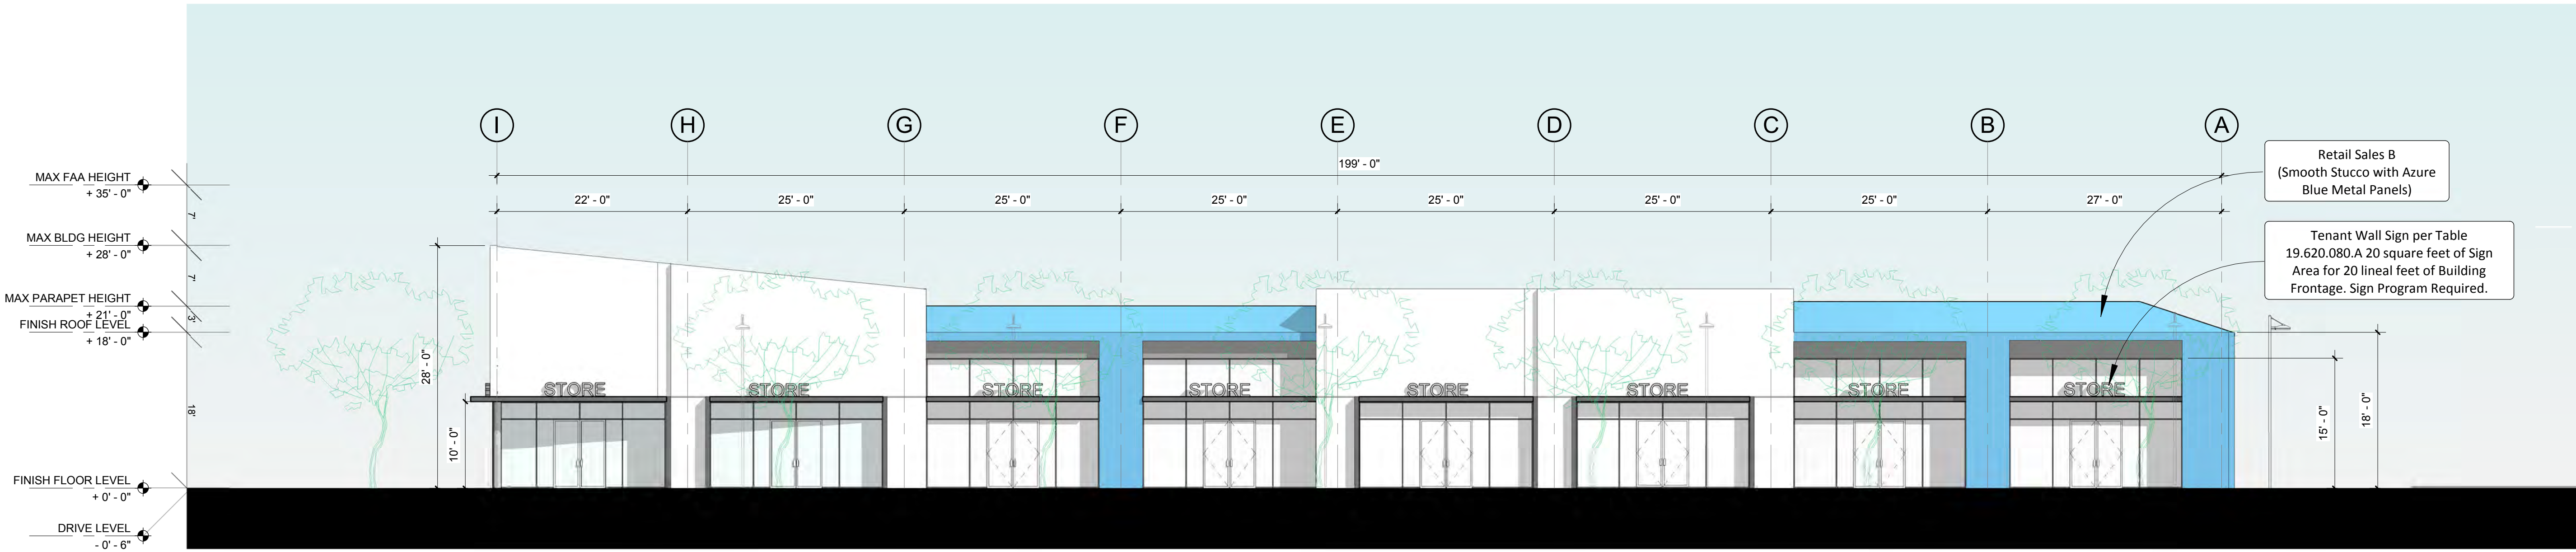 I
H
G
F
E
D
C
B
A
199' - 0"
22' - 0"
25' - 0"
25' - 0"
25' - 0"
25' - 0"
25' - 0"
25' - 0"
27' - 0"
MAX FAA HEIGHT
+ 35' - 0"
7'
MAX BLDG HEIGHT
+ 28' - 0"
7'
MAX PARAPET HEIGHT
+ 21' - 0"
3'
FINISH ROOF LEVEL
+ 18' - 0"
18'
FINISH FLOOR LEVEL
+ 0' - 0"
DRIVE LEVEL
- 0' - 6"
28' - 0"
10' - 0"
STORE
STORE
STORE
STORE
STORE
STORE
STORE
STORE
15' - 0"
18' - 0"
Retail Sales B
(Smooth Stucco with Azure
Blue Metal Panels)
Tenant Wall Sign per Table
19.620.080.A 20 square feet of Sign
Area for 20 lineal feet of Building
Frontage. Sign Program Required.